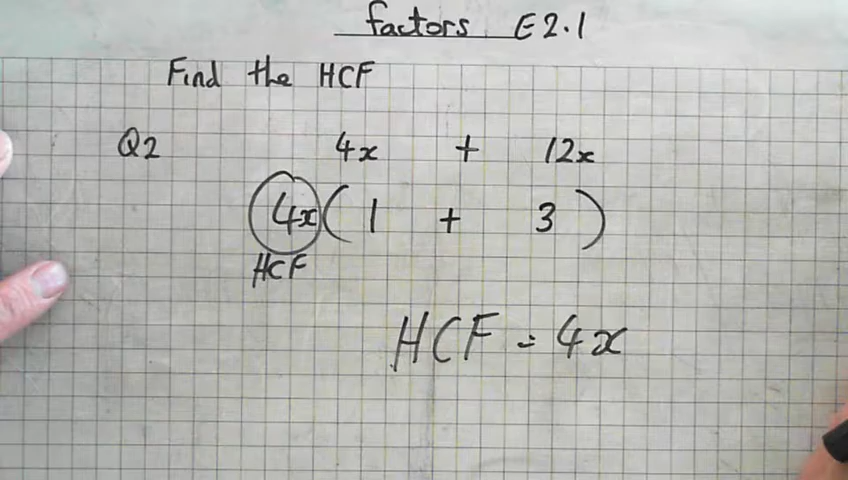 factors E2.1
Find the HCF
Q2 4x + 12x
4x ( 1 + 3 )
HCF
HCF = 4x